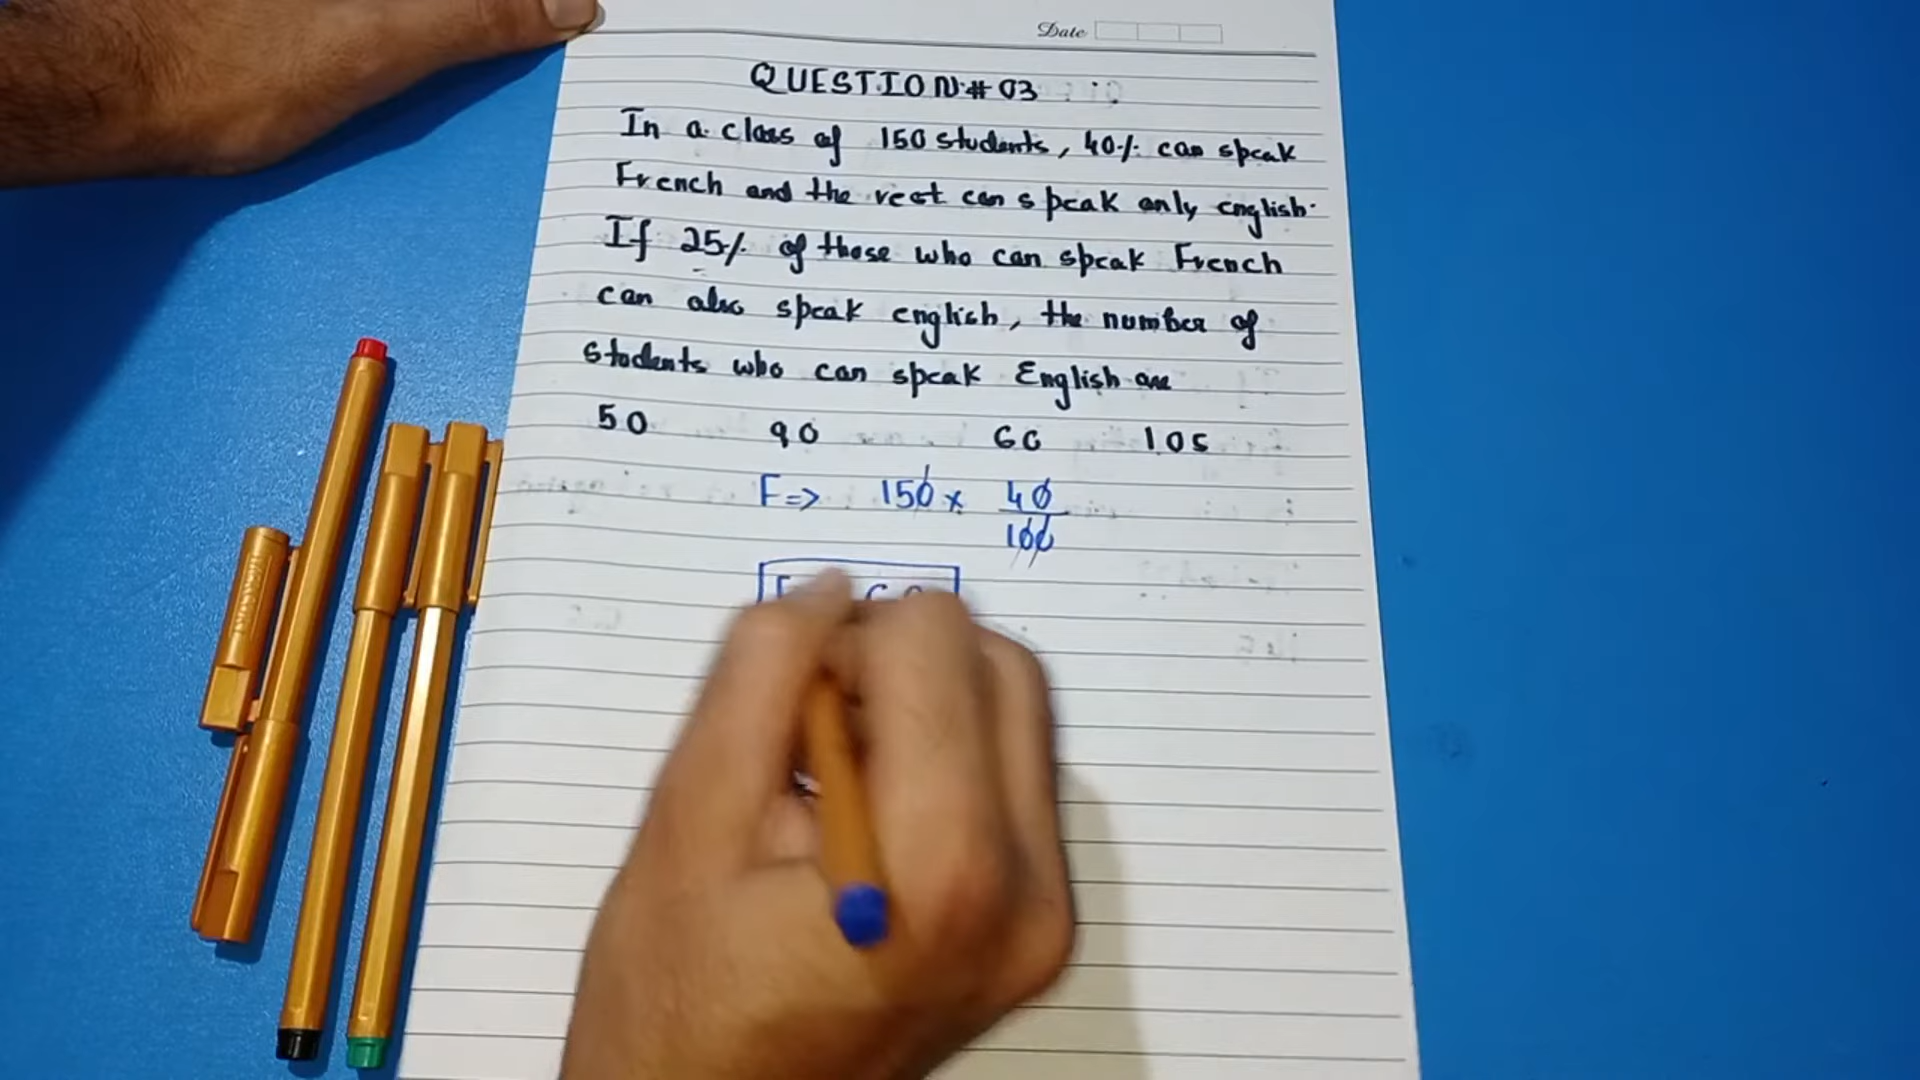 Date
QUESTION # 03
In a class of 150 students, 40% can speak
French and the rest can speak only english.
If 25% of those who can speak French
can also speak english, the number of
students who can speak English are
50 90 60 105
F => 150 x 40
100